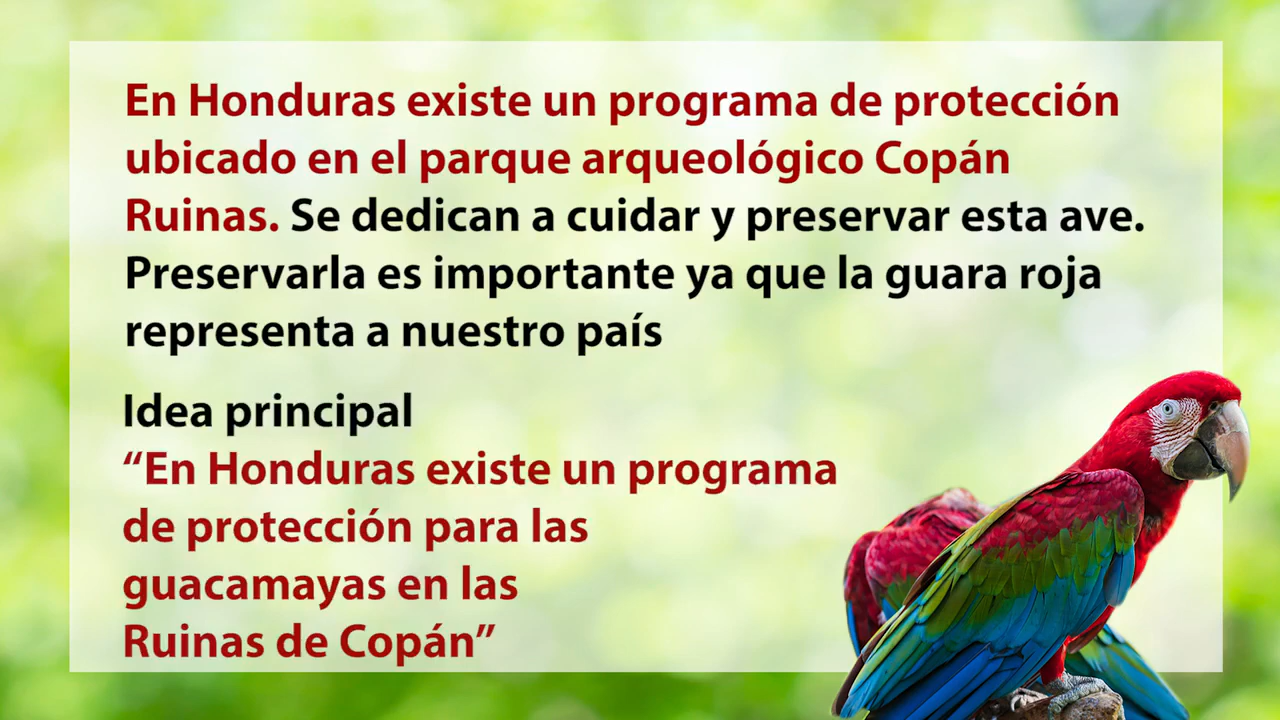 En Honduras existe un programa de protección
ubicado en el parque arqueológico Copán
Ruinas. Se dedican a cuidar y preservar esta ave.
Preservarla es importante ya que la guara roja
representa a nuestro país
Idea principal
“En Honduras existe un programa
de protección para las
guacamayas en las
Ruinas de Copán”